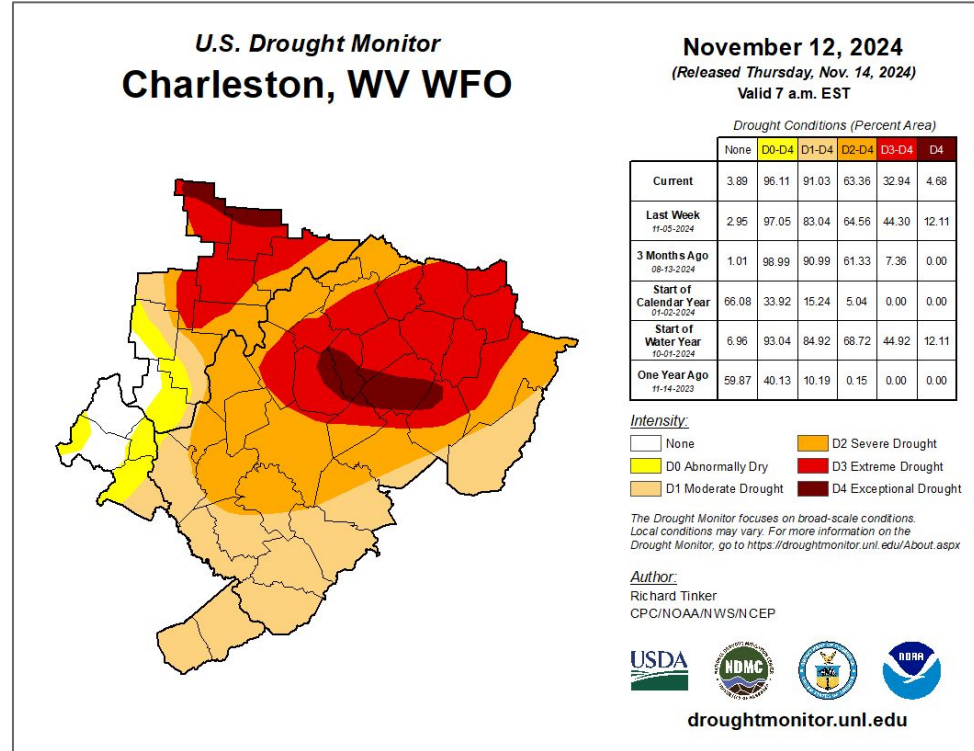 U.S. Drought Monitor
Charleston, WV WFO
November 12, 2024
(Released Thursday, Nov. 14, 2024)
Valid 7 a.m. EST
Drought Conditions (Percent Area)
None D0-D4 D1-D4 D2-D4 D3-D4 D4
Current 3.89 96.11 91.03 63.36 32.94 4.68
Last Week
11-05-2024 2.95 97.05 83.04 64.56 44.30 12.11
3 Months Ago
08-13-2024 1.01 98.99 90.99 61.33 7.36 0.00
Start of
Calendar Year
01-02-2024 66.08 33.92 15.24 5.04 0.00 0.00
Start of
Water Year
10-01-2024 6.96 93.04 84.92 68.72 44.92 12.11
One Year Ago
11-14-2023 59.87 40.13 10.19 0.15 0.00 0.00
Intensity:
None
D0 Abnormally Dry
D1 Moderate Drought
D2 Severe Drought
D3 Extreme Drought
D4 Exceptional Drought
The Drought Monitor focuses on broad-scale conditions.
Local conditions may vary. For more information on the
Drought Monitor, go to https://droughtmonitor.unl.edu/About.aspx
Author:
Richard Tinker
CPC/NOAA/NWS/NCEP
USDA
NDMC
NOAA
droughtmonitor.unl.edu